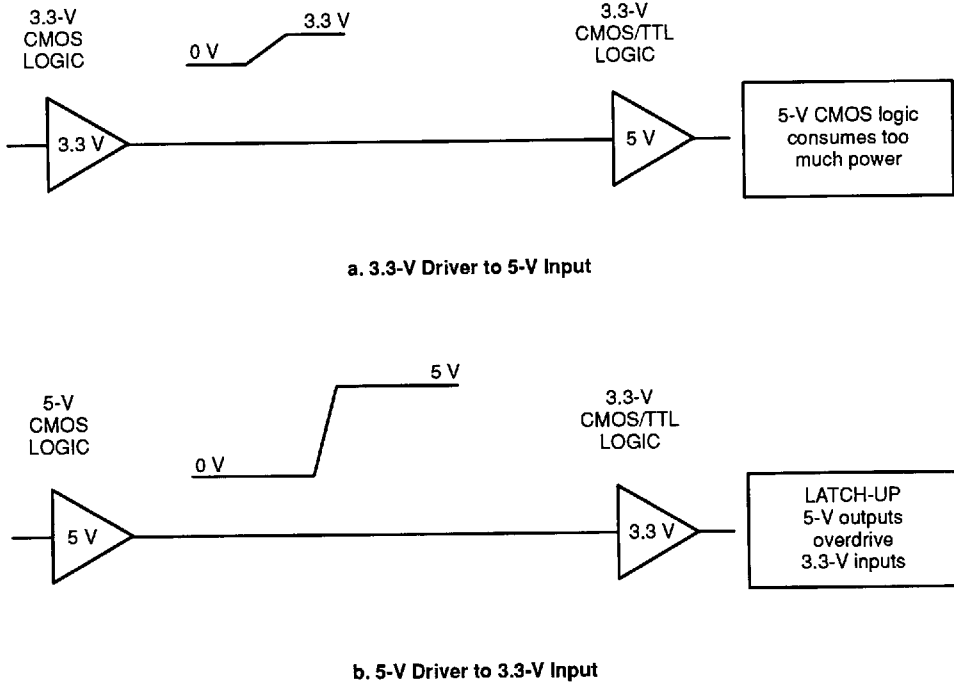 3.3-V
CMOS
LOGIC
0 V
3.3 V
3.3-V
CMOS/TTL
LOGIC
3.3 V
5 V
5-V CMOS logic
consumes too
much power
a. 3.3-V Driver to 5-V Input
5-V
CMOS
LOGIC
0 V
5 V
3.3-V
CMOS/TTL
LOGIC
5 V
3.3 V
LATCH-UP
5-V outputs
overdrive
3.3-V inputs
b. 5-V Driver to 3.3-V Input